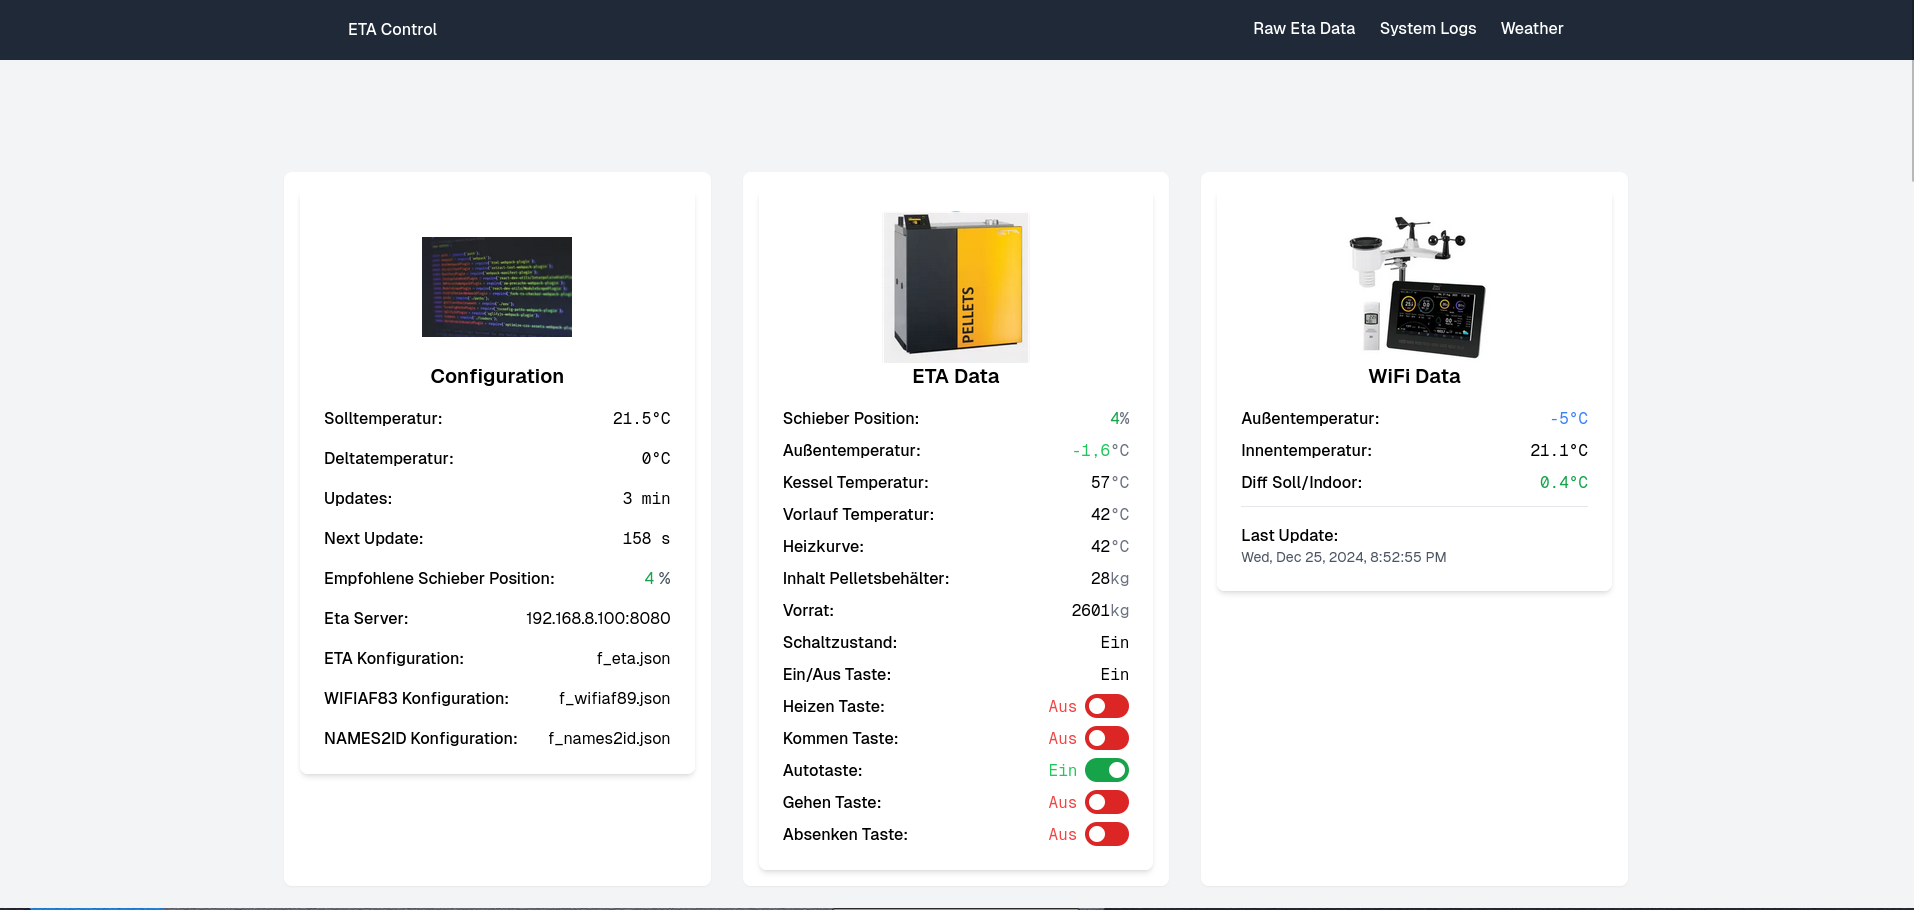 ETA Control
Raw Eta Data System Logs Weather
Configuration
Solltemperatur: 21.5°C
Deltatemperatur: 0°C
Updates: 3 min
Next Update: 158 s
Empfohlene Schieber Position: 4 %
Eta Server: 192.168.8.100:8080
ETA Konfiguration: f_eta.json
WIFIAF83 Konfiguration: f_wifiaf89.json
NAMES2ID Konfiguration: f_names2id.json
PELLETS
ETA Data
Schieber Position: 4%
Außentemperatur: -1,6°C
Kessel Temperatur: 57°C
Vorlauf Temperatur: 42°C
Heizkurve: 42°C
Inhalt Pelletsbehälter: 28kg
Vorrat: 2601kg
Schaltzustand: Ein
Ein/Aus Taste: Ein
Heizen Taste: Aus
Kommen Taste: Aus
Autotaste: Ein
Gehen Taste: Aus
Absenken Taste: Aus
WiFi Data
Außentemperatur: -5°C
Innentemperatur: 21.1°C
Diff Soll/Indoor: 0.4°C
Last Update:
Wed, Dec 25, 2024, 8:52:55 PM